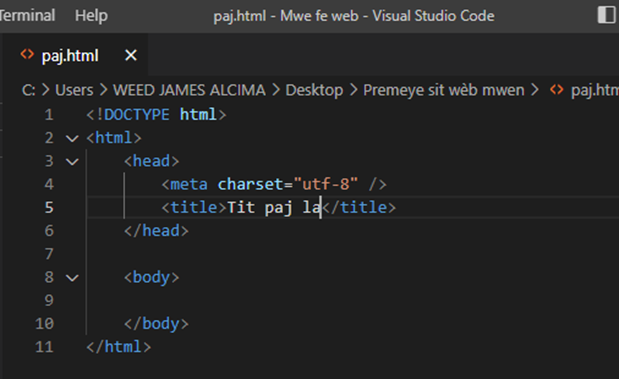 Terminal Help paj.html - Mwe fe web - Visual Studio Code
<> paj.html ✕
C: > Users > WEED JAMES ALCIMA > Desktop > Premeye sit wèb mwen > <> paj.htm
1 <!DOCTYPE html>
2 <html>
3 <head>
4 <meta charset="utf-8" />
5 <title>Tit paj la</title>
6 </head>
7
8 <body>
9
10 </body>
11 </html>